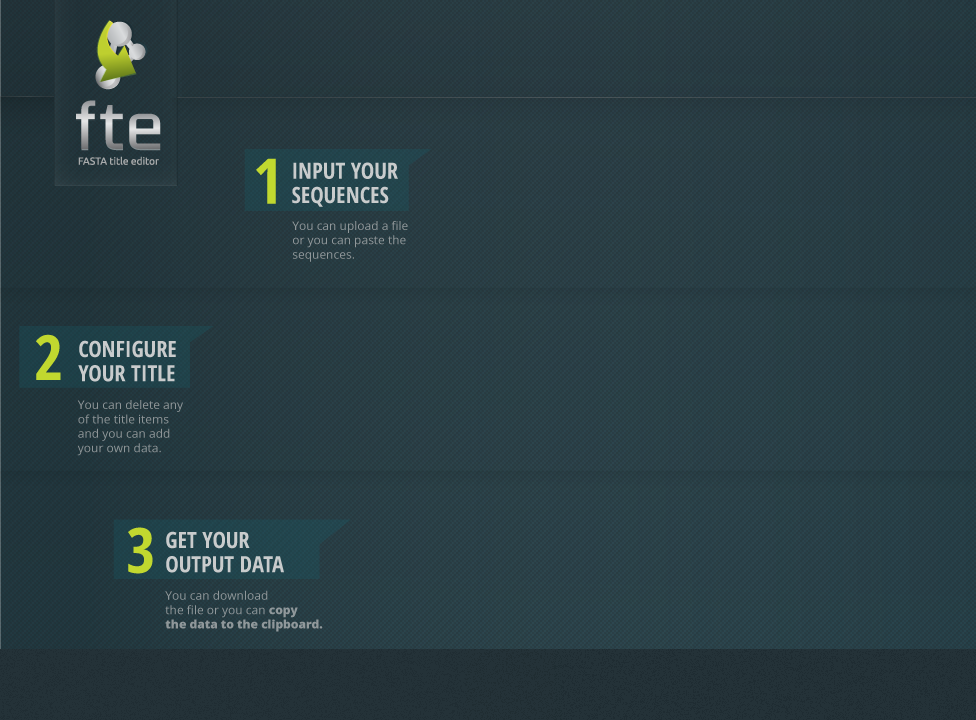 fte
FASTA title editor
1
INPUT YOUR
SEQUENCES
You can upload a file
or you can paste the
sequences.
2
CONFIGURE
YOUR TITLE
You can delete any
of the title items
and you can add
your own data.
3
GET YOUR
OUTPUT DATA
You can download
the file or you can copy
the data to the clipboard.